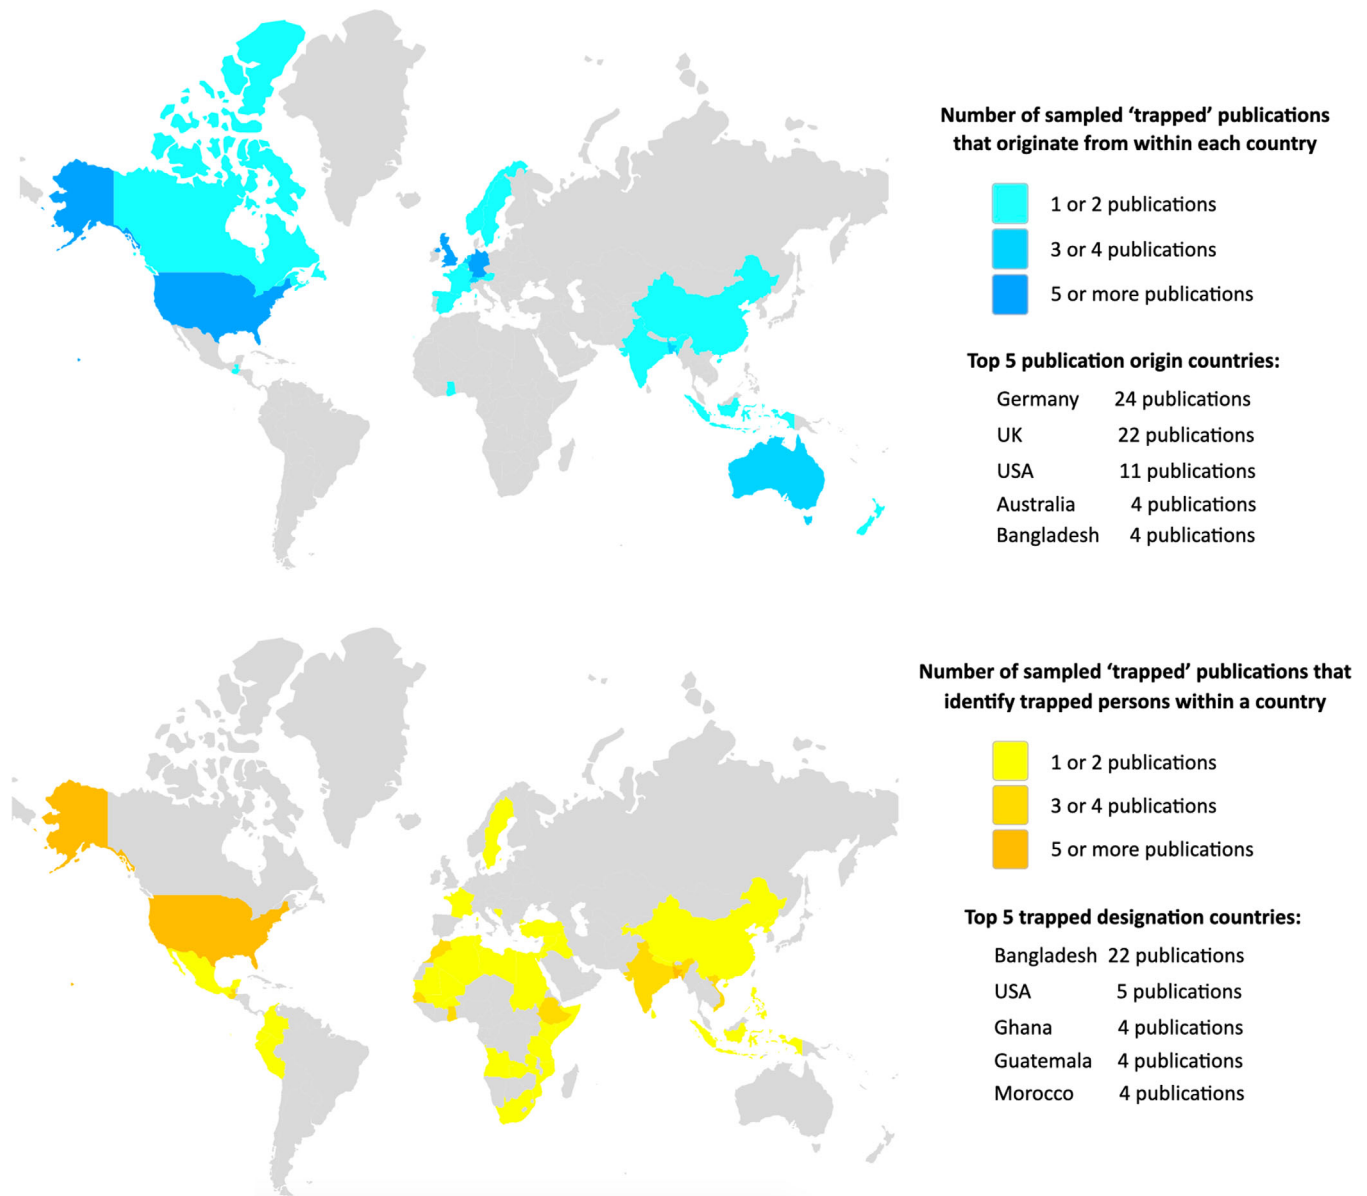 Number of sampled ‘trapped’ publications
that originate from within each country
1 or 2 publications
3 or 4 publications
5 or more publications
Top 5 publication origin countries:
Germany 24 publications
UK 22 publications
USA 11 publications
Australia 4 publications
Bangladesh 4 publications
Number of sampled ‘trapped’ publications that
identify trapped persons within a country
1 or 2 publications
3 or 4 publications
5 or more publications
Top 5 trapped designation countries:
Bangladesh 22 publications
USA 5 publications
Ghana 4 publications
Guatemala 4 publications
Morocco 4 publications